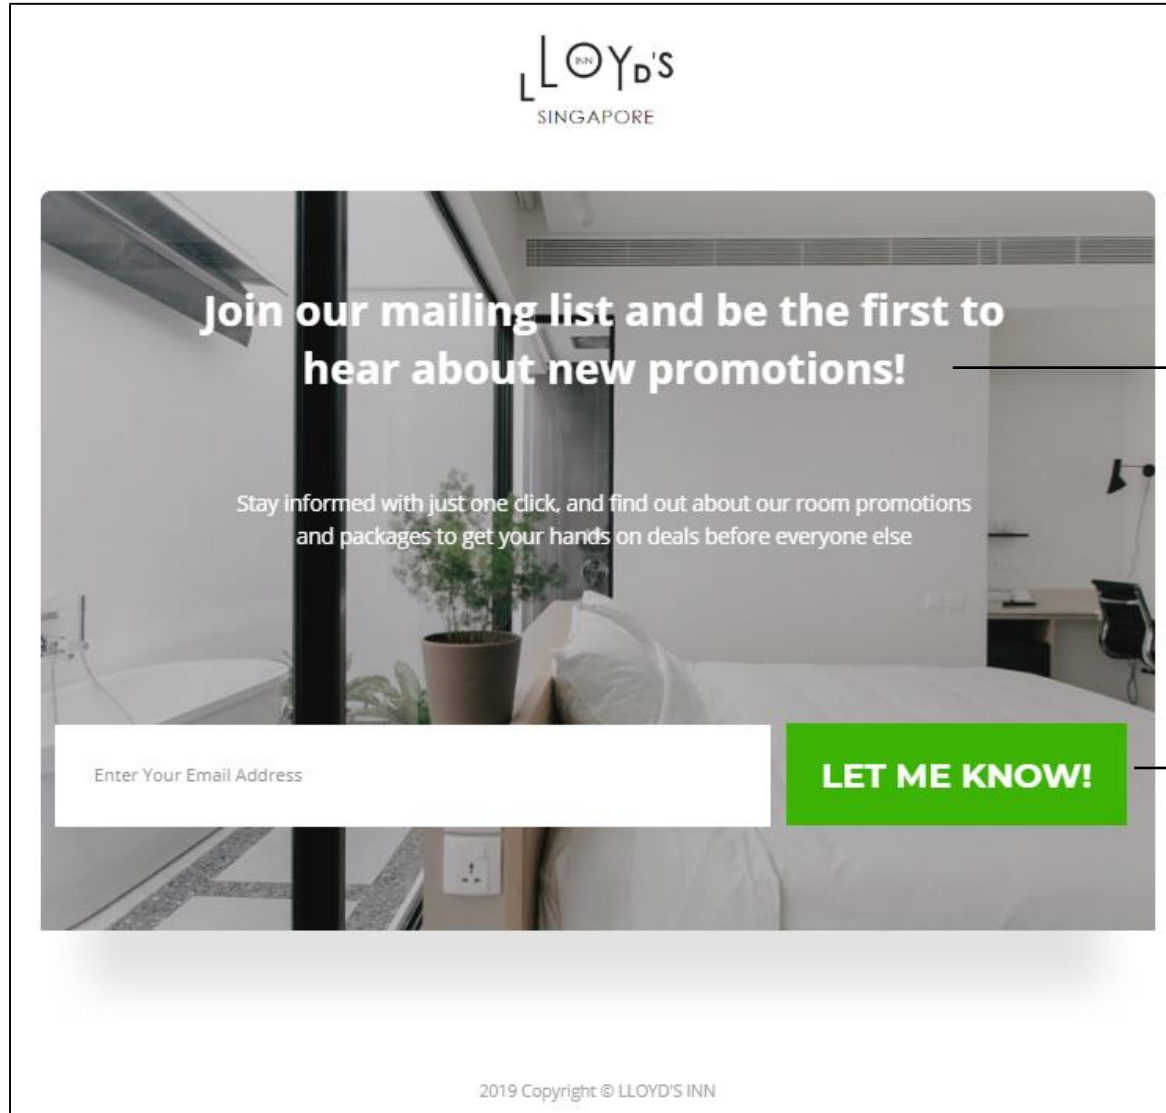 LLOYD'S
INN
SINGAPORE
Join our mailing list and be the first to
hear about new promotions!
Stay informed with just one click, and find out about our room promotions
and packages to get your hands on deals before everyone else
Enter Your Email Address
LET ME KNOW!
2019 Copyright © LLOYD'S INN